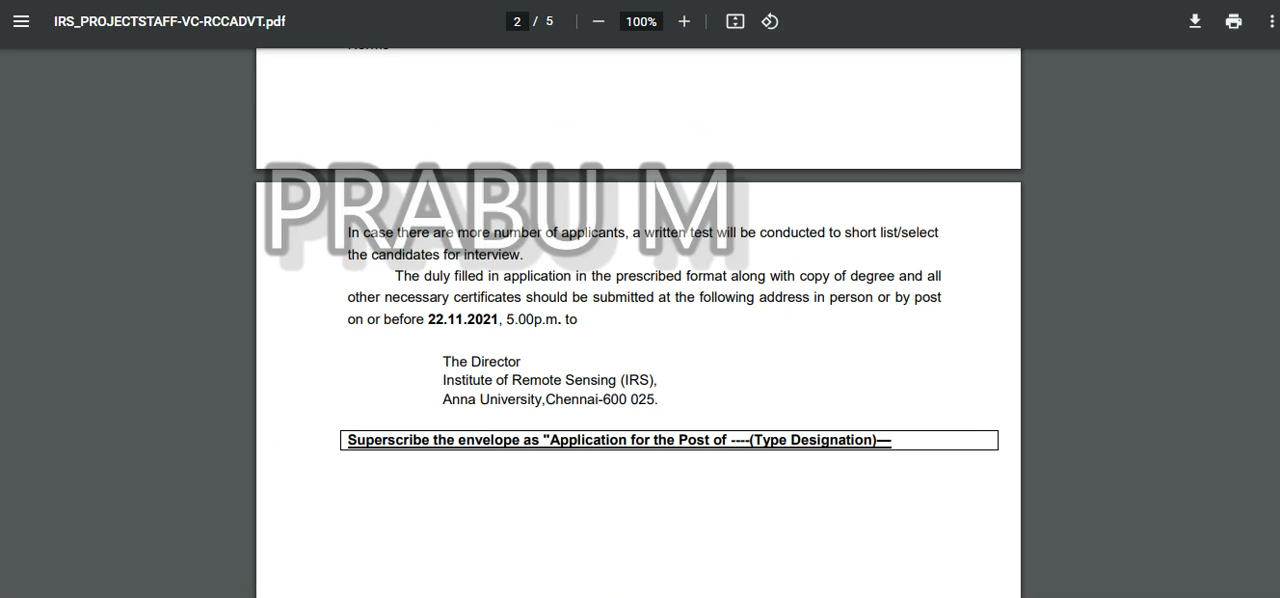 IRS_PROJECTSTAFF-VC-RCCADVT.pdf
2 / 5
100%
PRABU M
In case there are more number of applicants, a written test will be conducted to short list/select
the candidates for interview.
The duly filled in application in the prescribed format along with copy of degree and all
other necessary certificates should be submitted at the following address in person or by post
on or before 22.11.2021, 5.00p.m. to
The Director
Institute of Remote Sensing (IRS),
Anna University,Chennai-600 025.
Superscribe the envelope as "Application for the Post of ----(Type Designation)—